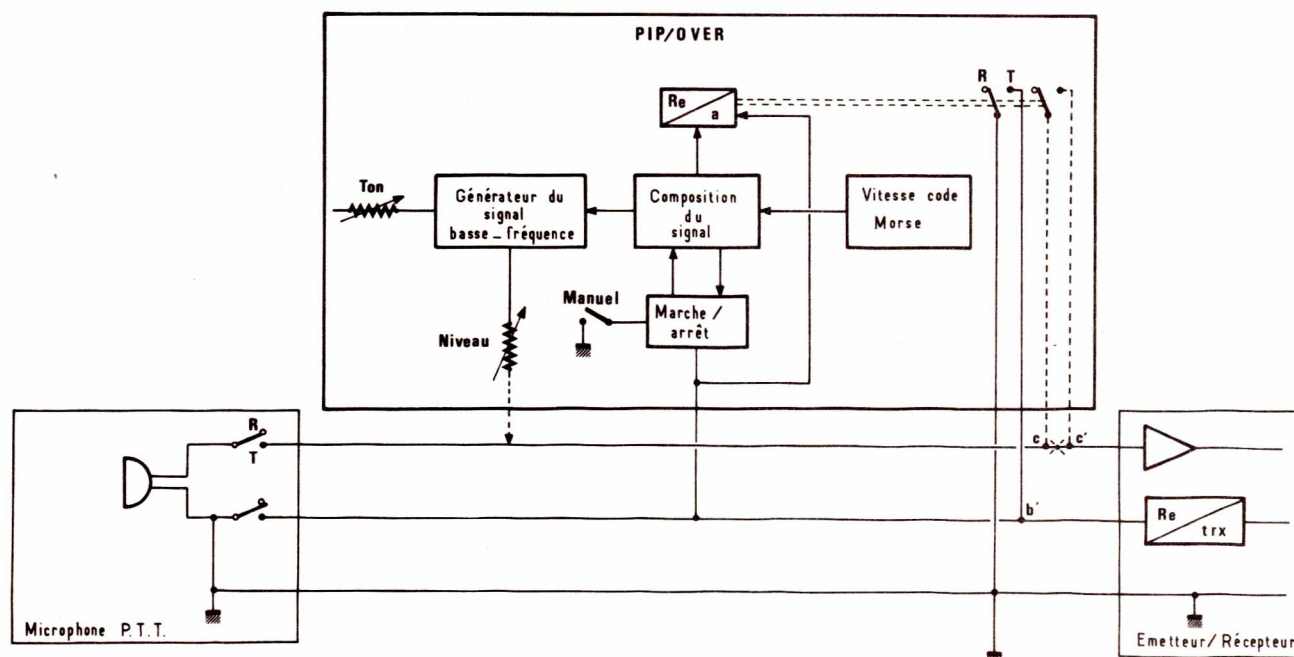 PIP/OVER
R T
Re
a
Ton
Générateur du
signal
basse_fréquence
Composition
du
signal
Vitesse code
Morse
Manuel
Marche /
arrêt
Niveau
R
T
c c'
b'
Re
trx
Microphone P.T.T.
Emetteur/Récepteur